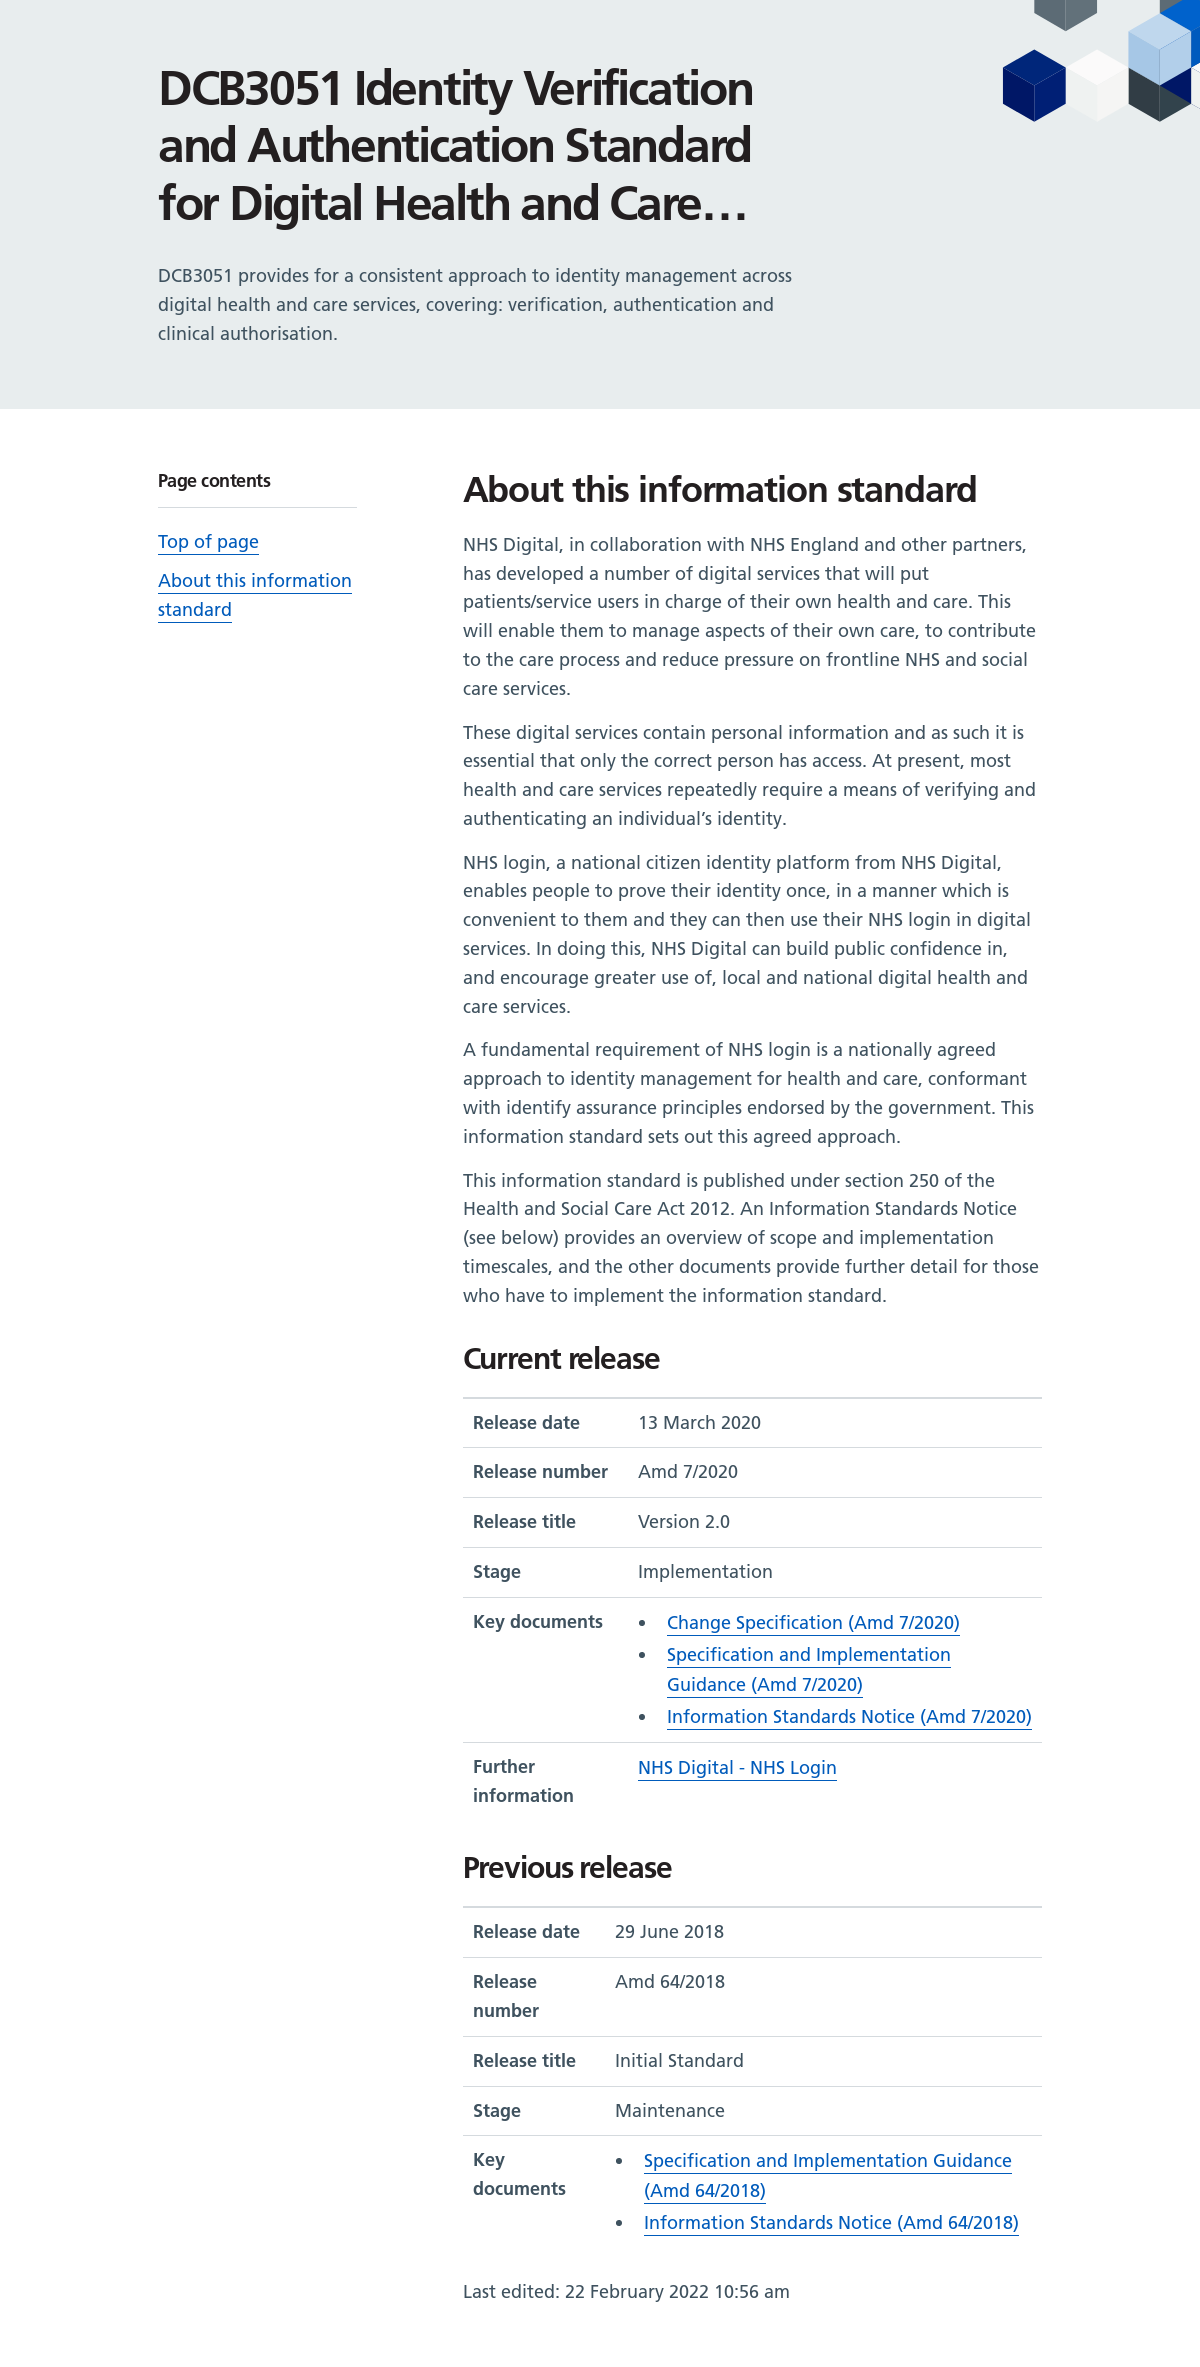 DCB3051 Identity Verification
and Authentication Standard
for Digital Health and Care…
DCB3051 provides for a consistent approach to identity management across
digital health and care services, covering: verification, authentication and
clinical authorisation.
Page contents
Top of page
About this information
standard
About this information standard
NHS Digital, in collaboration with NHS England and other partners,
has developed a number of digital services that will put
patients/service users in charge of their own health and care. This
will enable them to manage aspects of their own care, to contribute
to the care process and reduce pressure on frontline NHS and social
care services.
These digital services contain personal information and as such it is
essential that only the correct person has access. At present, most
health and care services repeatedly require a means of verifying and
authenticating an individual’s identity.
NHS login, a national citizen identity platform from NHS Digital,
enables people to prove their identity once, in a manner which is
convenient to them and they can then use their NHS login in digital
services. In doing this, NHS Digital can build public confidence in,
and encourage greater use of, local and national digital health and
care services.
A fundamental requirement of NHS login is a nationally agreed
approach to identity management for health and care, conformant
with identify assurance principles endorsed by the government. This
information standard sets out this agreed approach.
This information standard is published under section 250 of the
Health and Social Care Act 2012. An Information Standards Notice
(see below) provides an overview of scope and implementation
timescales, and the other documents provide further detail for those
who have to implement the information standard.
Current release
Release date 13 March 2020
Release number Amd 7/2020
Release title Version 2.0
Stage Implementation
Key documents • Change Specification (Amd 7/2020)
• Specification and Implementation
Guidance (Amd 7/2020)
• Information Standards Notice (Amd 7/2020)
Further NHS Digital - NHS Login
information
Previous release
Release date 29 June 2018
Release Amd 64/2018
number
Release title Initial Standard
Stage Maintenance
Key • Specification and Implementation Guidance
documents (Amd 64/2018)
• Information Standards Notice (Amd 64/2018)
Last edited: 22 February 2022 10:56 am